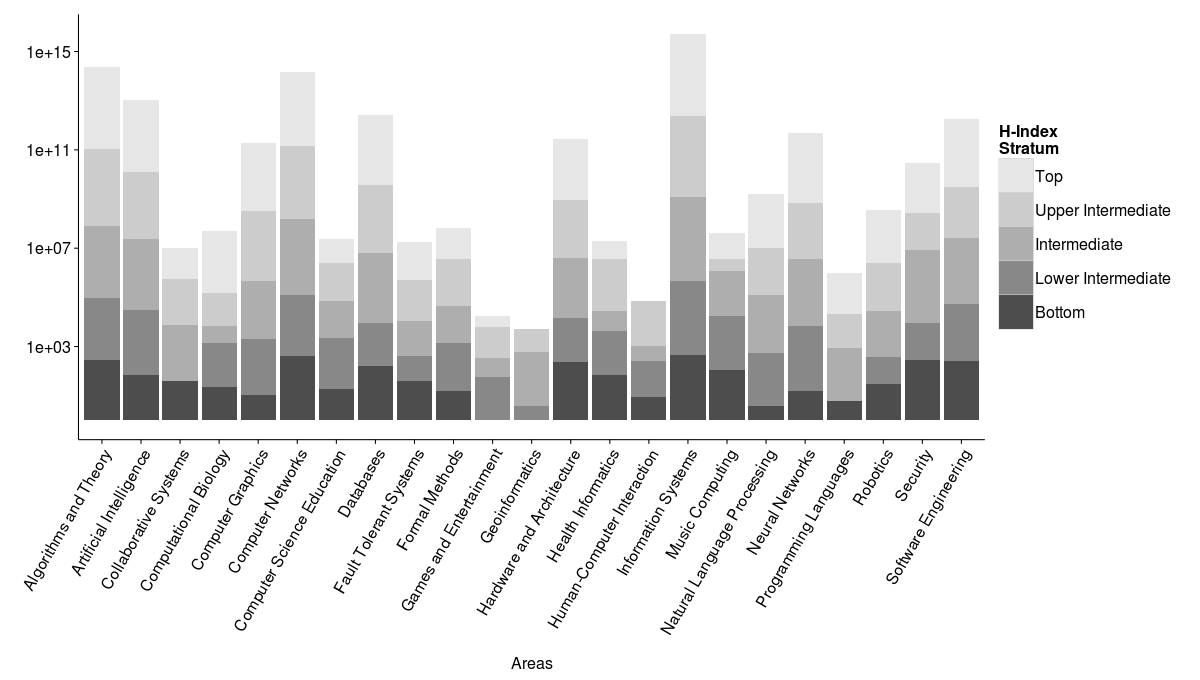 1e+15
1e+11
1e+07
1e+03
H-Index
Stratum
Top
Upper Intermediate
Intermediate
Lower Intermediate
Bottom
Algorithms and Theory
Artificial Intelligence
Collaborative Systems
Computational Biology
Computer Graphics
Computer Networks
Computer Science Education
Databases
Fault Tolerant Systems
Formal Methods
Games and Entertainment
Geoinformatics
Hardware and Architecture
Health Informatics
Human-Computer Interaction
Information Systems
Music Computing
Natural Language Processing
Neural Networks
Programming Languages
Robotics
Security
Software Engineering
Areas